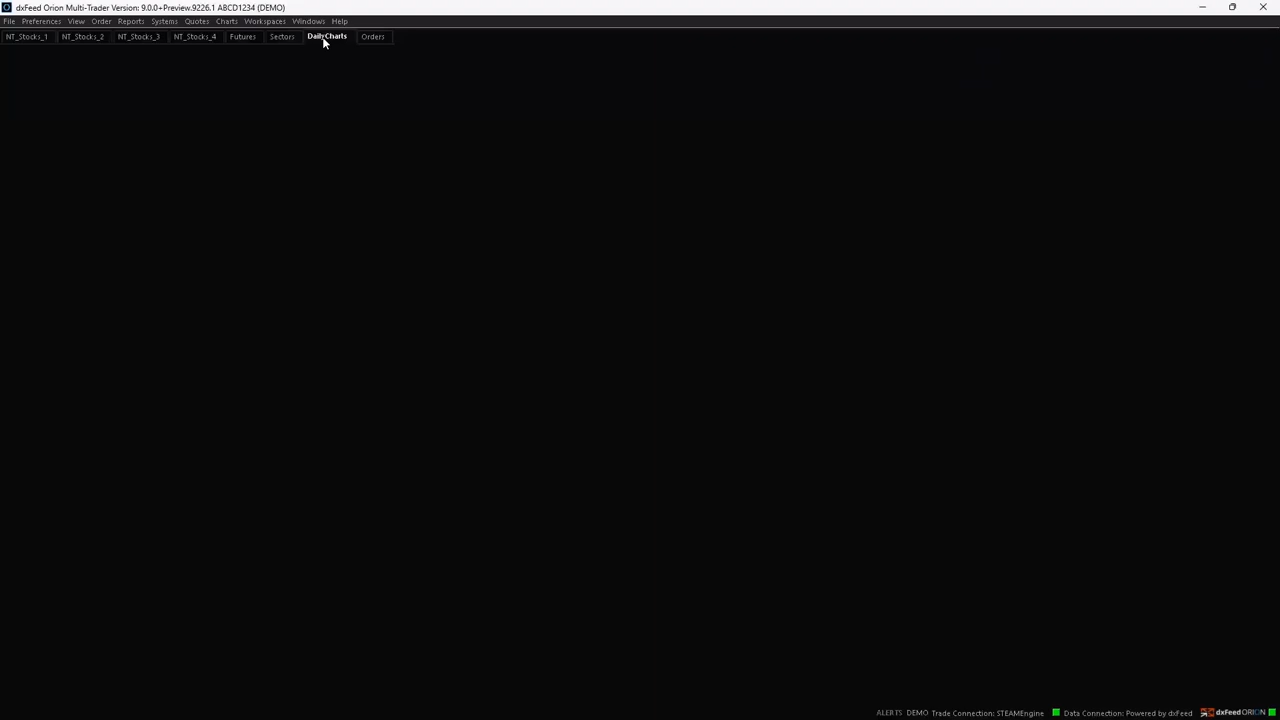 dxFeed Orion Multi-Trader Version: 9.0.0+Preview.9226.1 ABCD1234 (DEMO)
File Preferences View Order Reports Systems Quotes Charts Workspaces Windows Help
NT_Stocks_1 NT_Stocks_2 NT_Stocks_3 NT_Stocks_4 Futures Sectors DailyCharts Orders
ALERTS DEMO Trade Connection: STEAMEngine Data Connection: Powered by dxFeed dxFeedORION